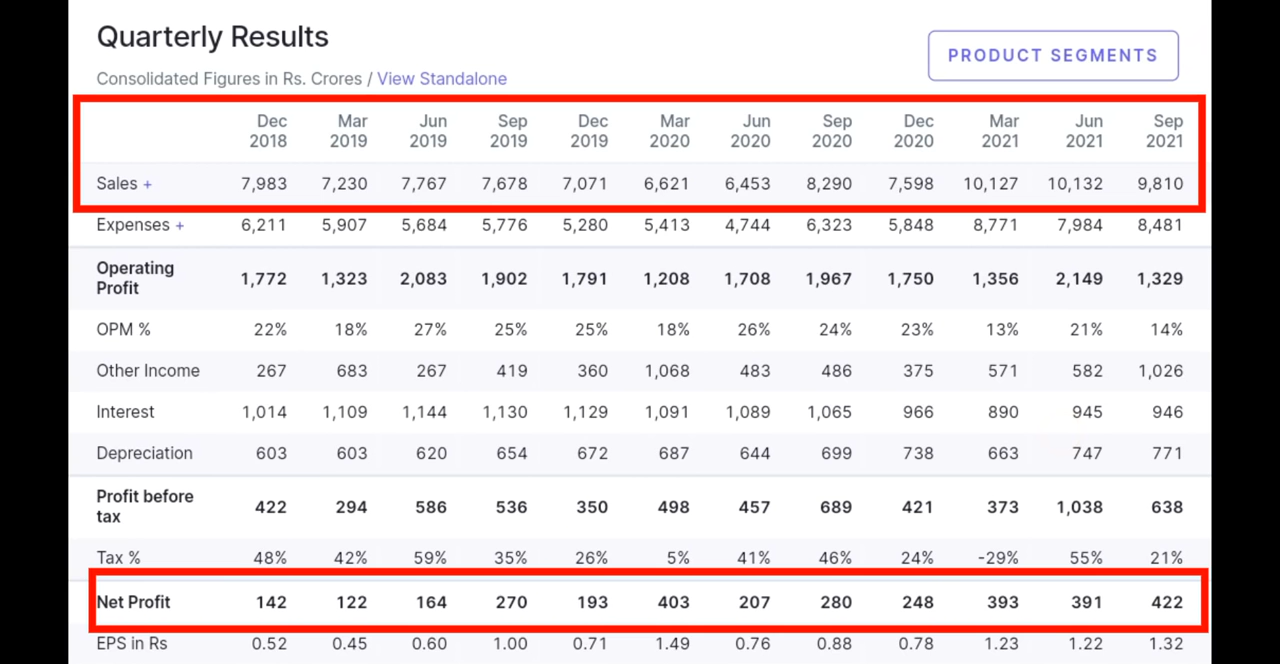 Quarterly Results
PRODUCT SEGMENTS
Consolidated Figures in Rs. Crores / View Standalone
Dec 2018 Mar 2019 Jun 2019 Sep 2019 Dec 2019 Mar 2020 Jun 2020 Sep 2020 Dec 2020 Mar 2021 Jun 2021 Sep 2021
Sales + 7,983 7,230 7,767 7,678 7,071 6,621 6,453 8,290 7,598 10,127 10,132 9,810
Expenses + 6,211 5,907 5,684 5,776 5,280 5,413 4,744 6,323 5,848 8,771 7,984 8,481
Operating Profit 1,772 1,323 2,083 1,902 1,791 1,208 1,708 1,967 1,750 1,356 2,149 1,329
OPM % 22% 18% 27% 25% 25% 18% 26% 24% 23% 13% 21% 14%
Other Income 267 683 267 419 360 1,068 483 486 375 571 582 1,026
Interest 1,014 1,109 1,144 1,130 1,129 1,091 1,089 1,065 966 890 945 946
Depreciation 603 603 620 654 672 687 644 699 738 663 747 771
Profit before tax 422 294 586 536 350 498 457 689 421 373 1,038 638
Tax % 48% 42% 59% 35% 26% 5% 41% 46% 24% -29% 55% 21%
Net Profit 142 122 164 270 193 403 207 280 248 393 391 422
EPS in Rs 0.52 0.45 0.60 1.00 0.71 1.49 0.76 0.88 0.78 1.23 1.22 1.32